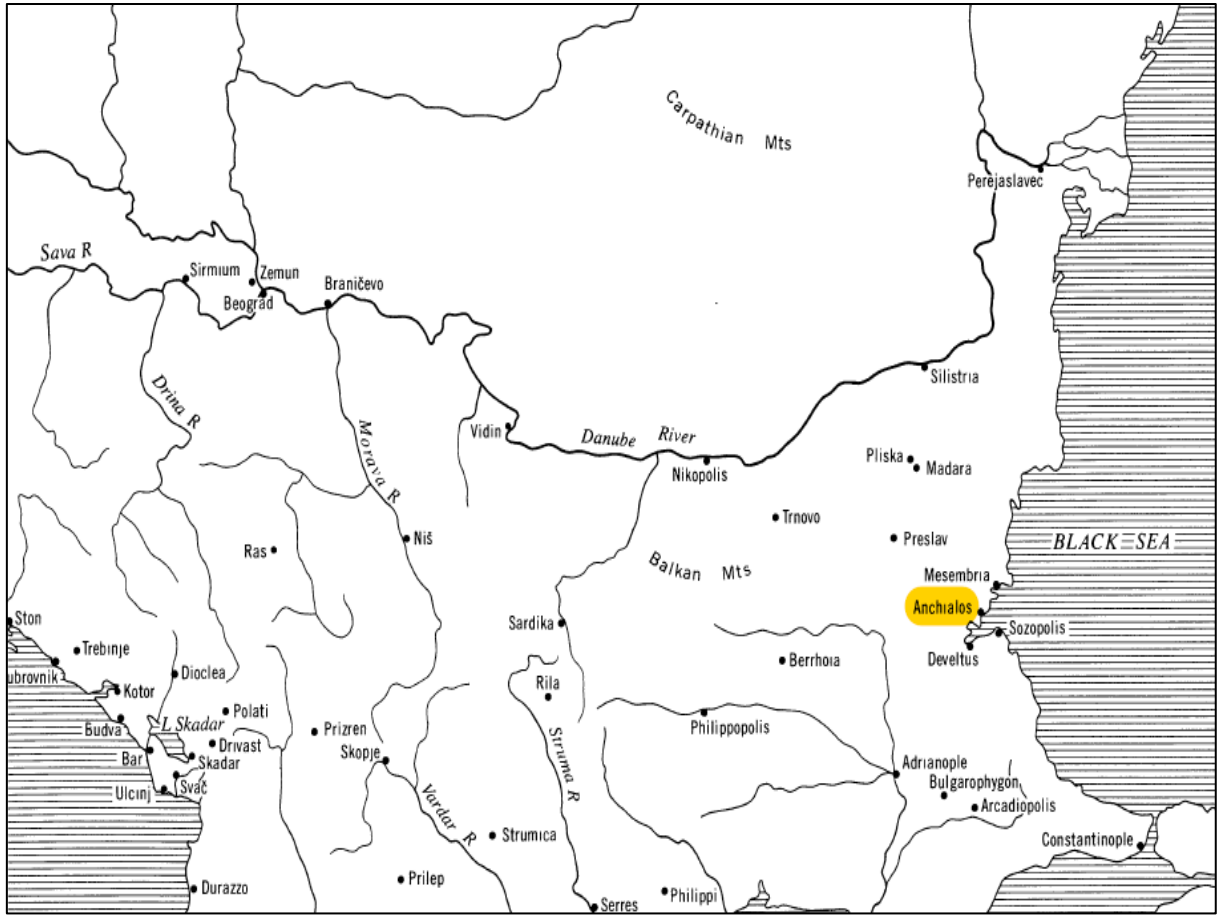 Carpathian Mts
Perejaslavec
Sava R
Sirmium
Zemun
Beograd
Braničevo
Drina R
Silistria
Morava R
Vidin
Danube River
Nikopolis
Pliska
Madara
Trnovo
Niš
Ras
Preslav
BLACK SEA
Balkan Mts
Mesembria
Anchialos
Ston
Sardika
Sozopolis
Trebinje
Develtus
ubrovnik
Dioclea
Berrhoia
Kotor
Rila
Polati
Budva
L Skadar
Philippopolis
Prizren
Drivast
Bar
Skadar
Skopje
Struma R
Svač
Ulcinj
Adrianople
Bulgarophygon
Arcadiopolis
Vardar R
Strumica
Constantinople
Prilep
Durazzo
Philippi
Serres